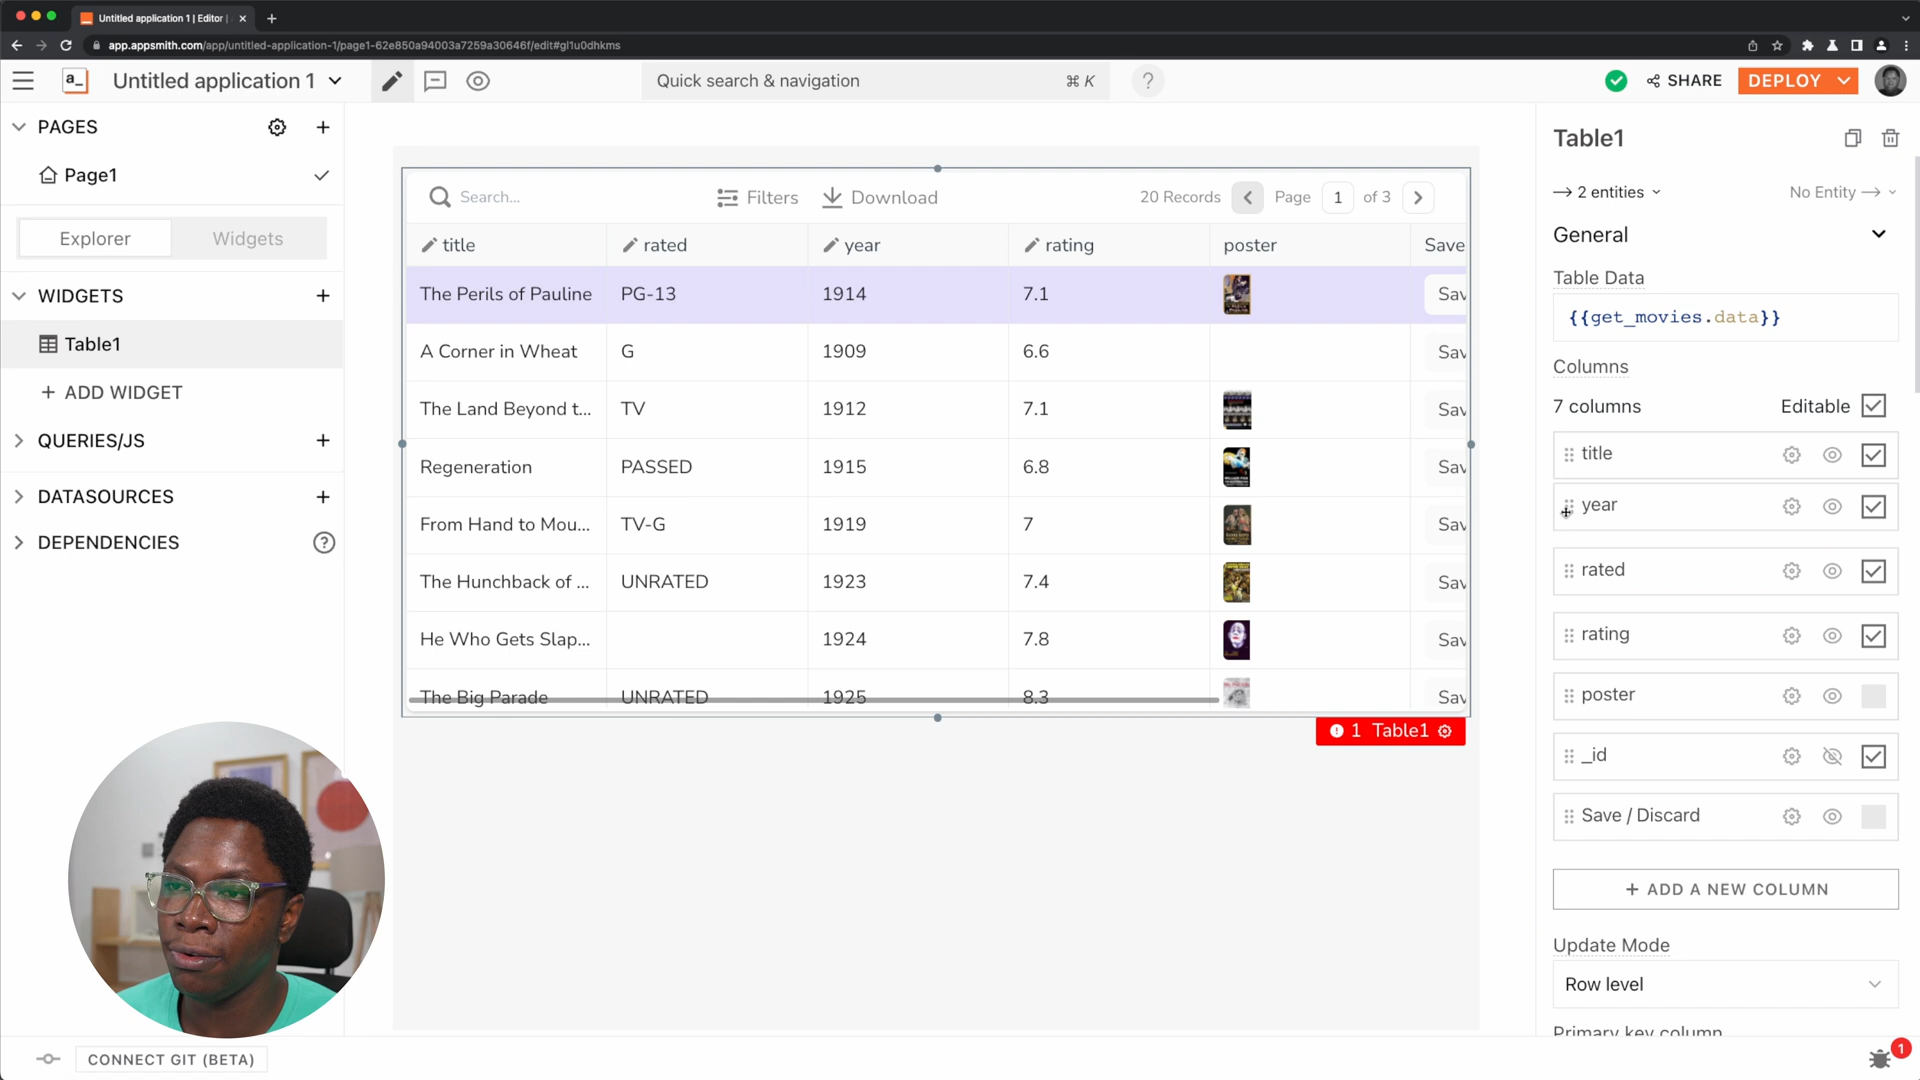 Untitled application 1 | Editor |
app.appsmith.com/app/untitled-application-1/page1-62e850a94003a7259a30646f/edit#gl1u0dhkms
a_
Untitled application 1
Quick search & navigation
⌘ K
?
SHARE
DEPLOY
PAGES
Page1
Explorer
Widgets
WIDGETS
Table1
ADD WIDGET
QUERIES/JS
DATASOURCES
DEPENDENCIES
?
CONNECT GIT (BETA)
Search...
Filters
Download
20 Records
Page
1
of 3
title rated year rating poster Save
The Perils of Pauline PG-13 1914 7.1 Sav
A Corner in Wheat G 1909 6.6 Sav
The Land Beyond t... TV 1912 7.1 Sav
Regeneration PASSED 1915 6.8 Sav
From Hand to Mou... TV-G 1919 7 Sav
The Hunchback of ... UNRATED 1923 7.4 Sav
He Who Gets Slap... 1924 7.8 Sav
The Big Parade UNRATED 1925 8.3 Sav
1 Table1
Table1
2 entities
No Entity
General
Table Data
{{get_movies.data}}
Columns
7 columns
Editable
title
year
rated
rating
poster
_id
Save / Discard
+ ADD A NEW COLUMN
Update Mode
Row level
Primary key column
1